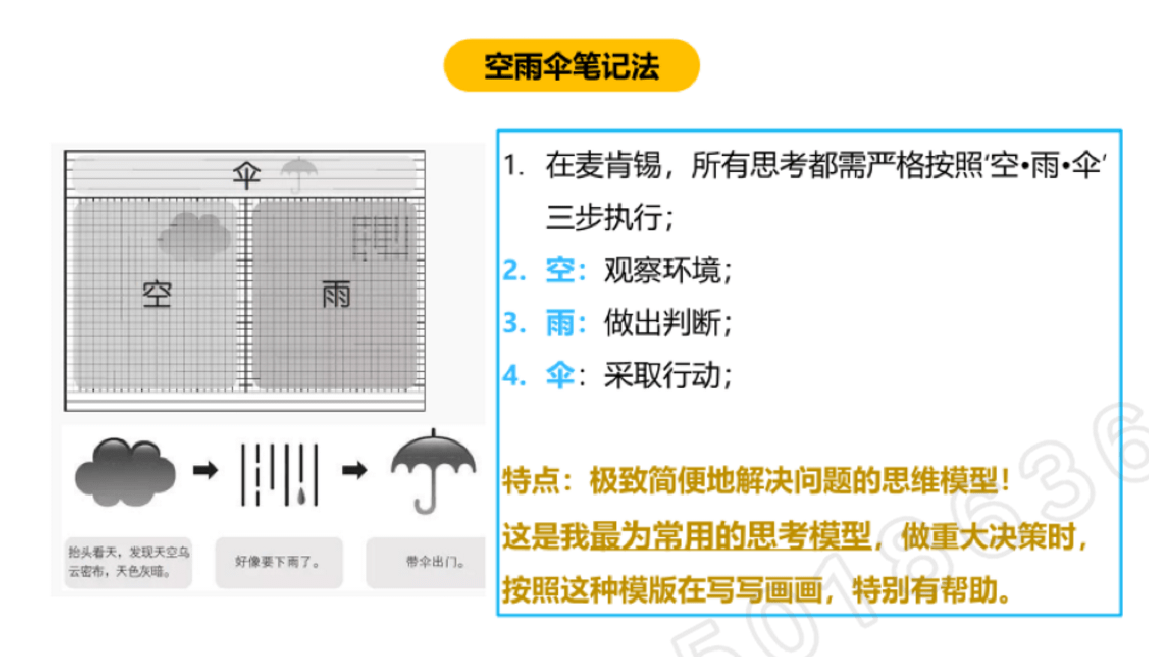 空雨伞笔记法
伞
空
雨
抬头看天，发现天空乌
云密布，天色灰暗。
好像要下雨了。
带伞出门。
1. 在麦肯锡，所有思考都需严格按照‘空•雨•伞’
三步执行；
2. 空：观察环境；
3. 雨：做出判断；
4. 伞：采取行动；
特点：极致简便地解决问题的思维模型！
这是我最为常用的思考模型，做重大决策时，
按照这种模版在写写画画，特别有帮助。
5018636